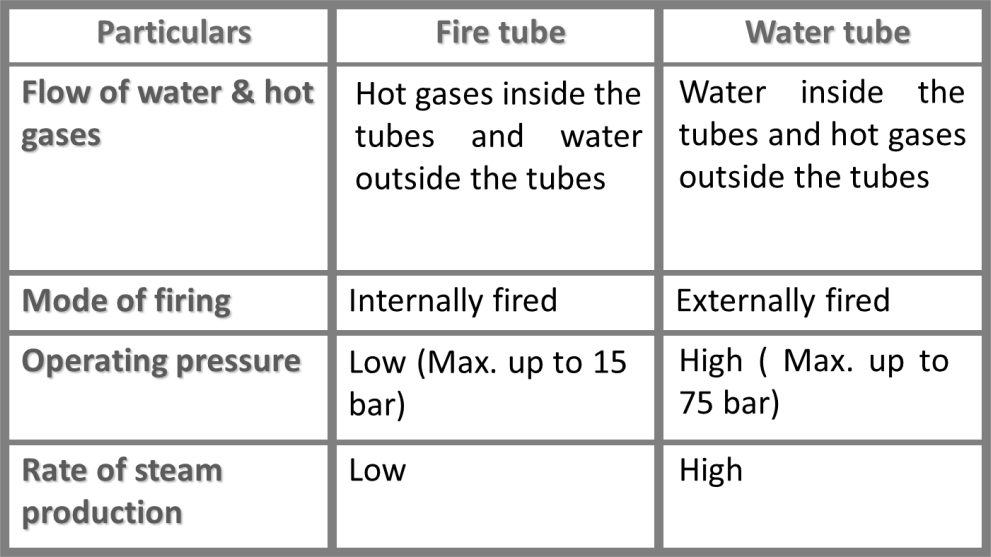 Particulars
Fire tube
Water tube
Flow of water & hot
gases
Hot gases inside the
tubes and water
outside the tubes
Water inside the
tubes and hot gases
outside the tubes
Mode of firing
Internally fired
Externally fired
Operating pressure
Low (Max. up to 15
bar)
High ( Max. up to
75 bar)
Rate of steam
production
Low
High